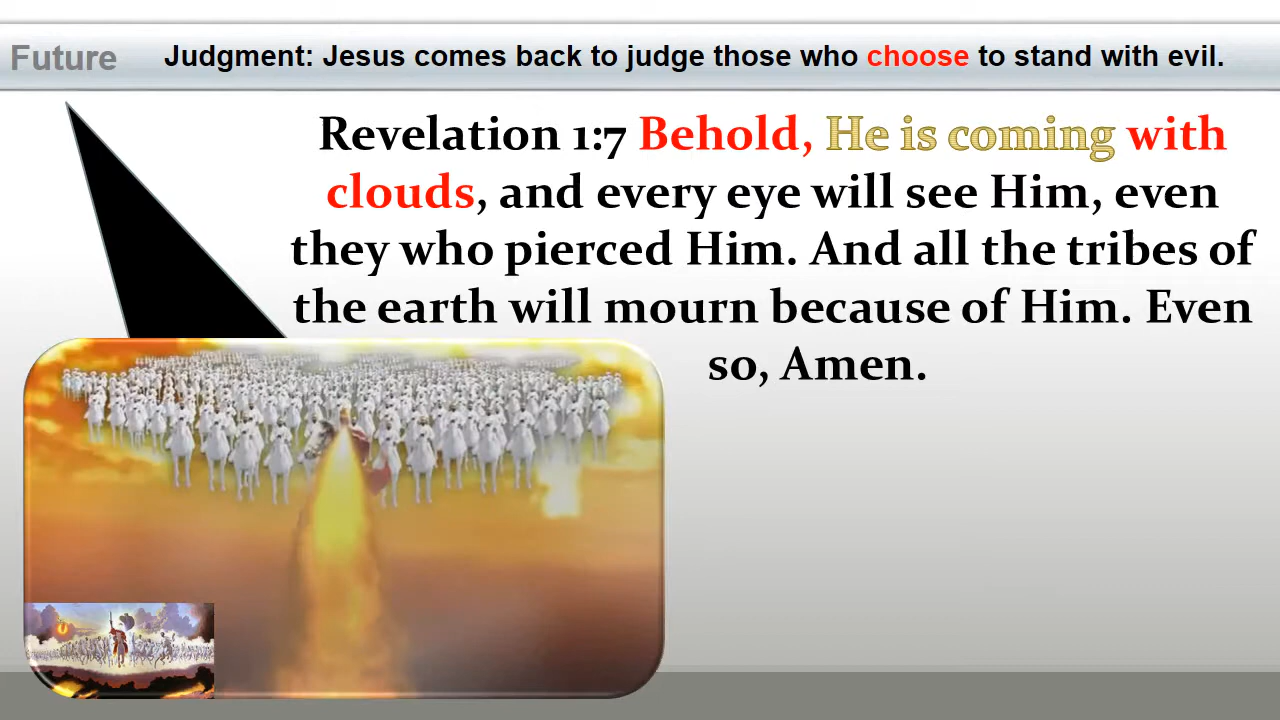 Future
Judgment: Jesus comes back to judge those who choose to stand with evil.
Revelation 1:7 Behold, He is coming with
clouds, and every eye will see Him, even
they who pierced Him. And all the tribes of
the earth will mourn because of Him. Even
so, Amen.